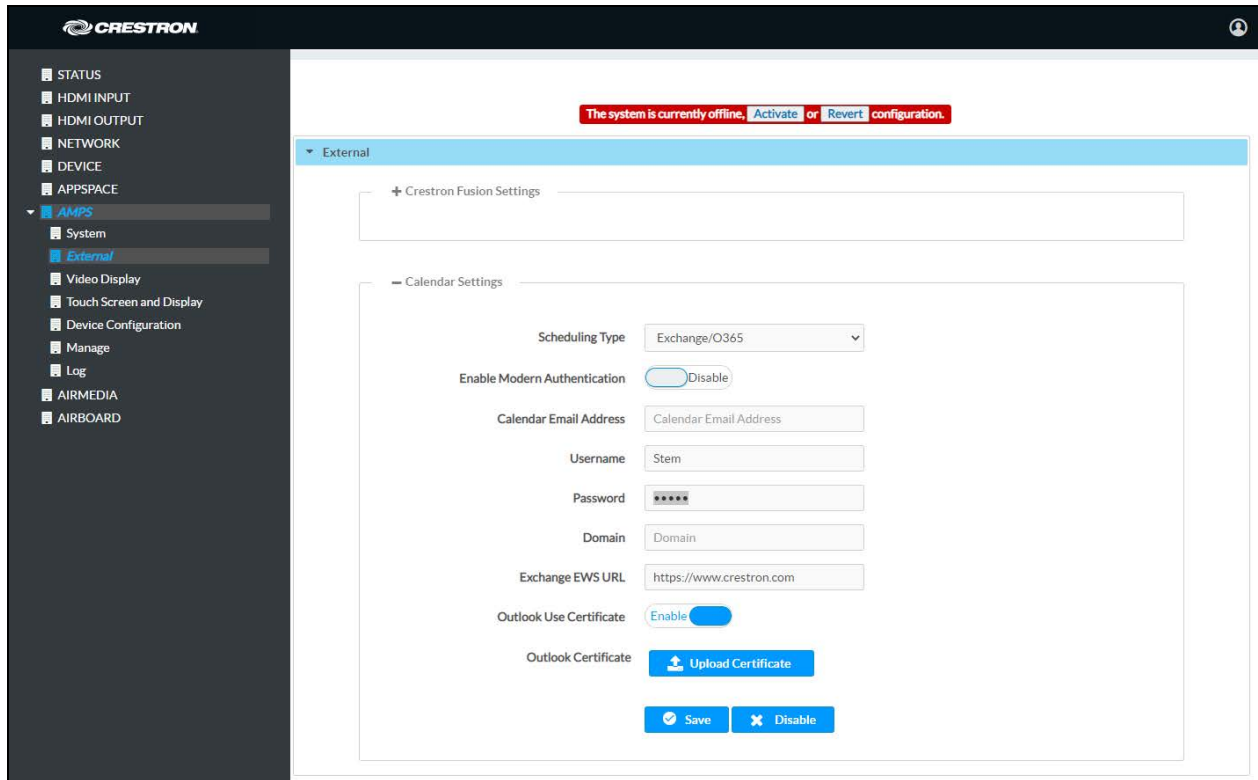 CRESTRON
STATUS
HDMI INPUT
HDMI OUTPUT
NETWORK
DEVICE
APPSPACE
AMPS
System
External
Video Display
Touch Screen and Display
Device Configuration
Manage
Log
AIRMEDIA
AIRBOARD
The system is currently offline, Activate or Revert configuration.
External
Crestron Fusion Settings
Calendar Settings
Scheduling Type Exchange/O365
Enable Modern Authentication Disable
Calendar Email Address Calendar Email Address
Username Stem
Password •••••
Domain Domain
Exchange EWS URL https://www.crestron.com
Outlook Use Certificate Enable
Outlook Certificate Upload Certificate
Save Disable